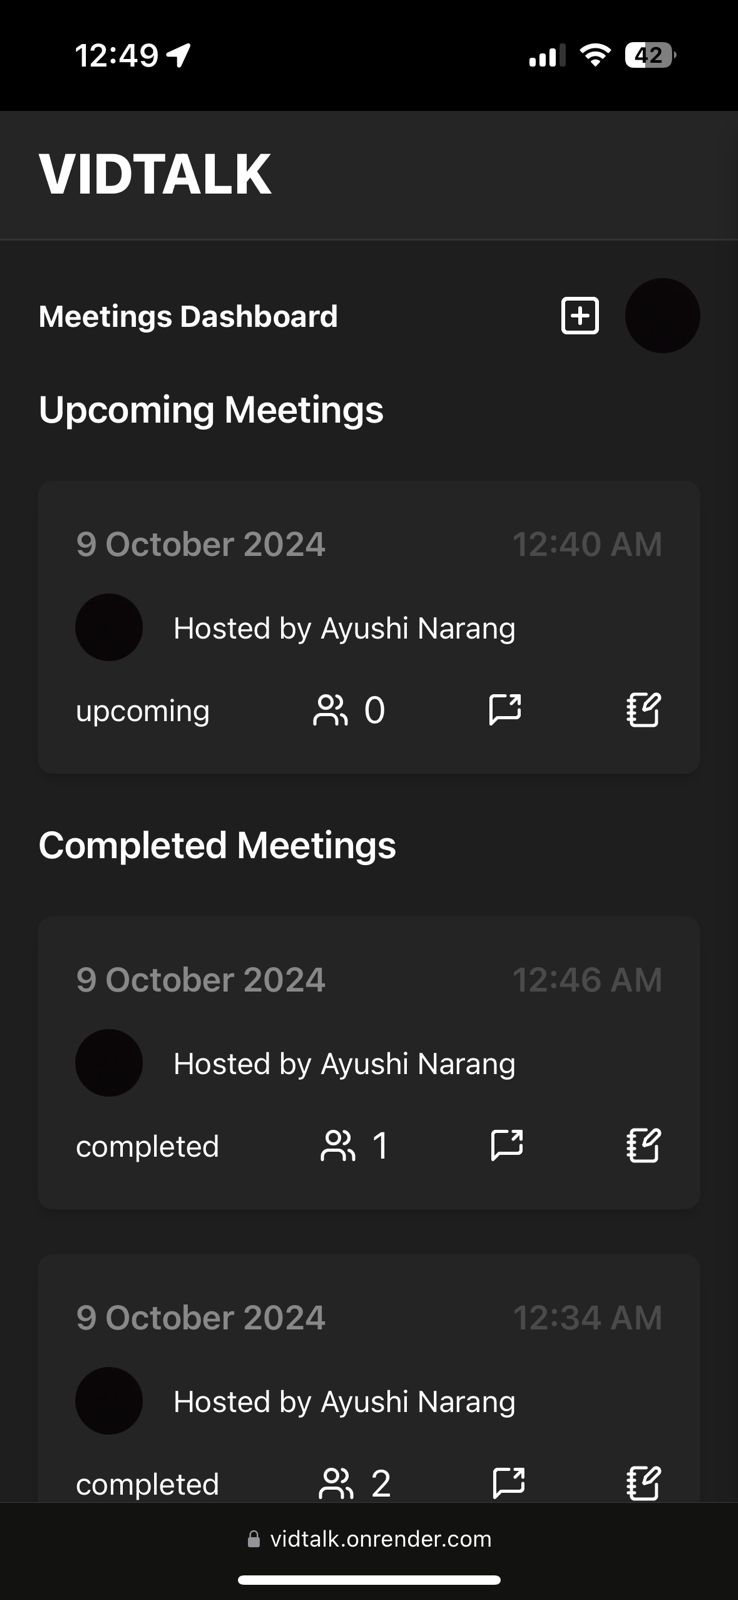 12:49
42
VIDTALK
Meetings Dashboard
Upcoming Meetings
9 October 2024 12:40 AM
Hosted by Ayushi Narang
upcoming 0
Completed Meetings
9 October 2024 12:46 AM
Hosted by Ayushi Narang
completed 1
9 October 2024 12:34 AM
Hosted by Ayushi Narang
completed 2
vidtalk.onrender.com